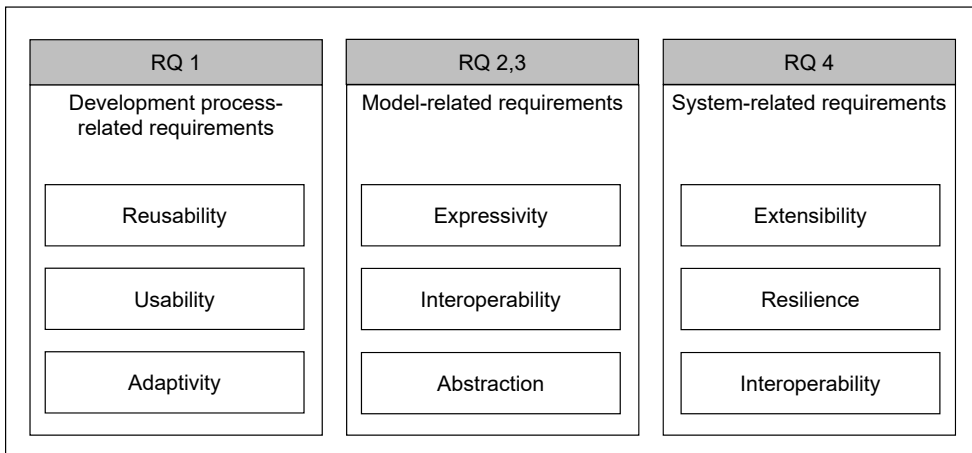 RQ 1
Development process-
related requirements
Reusability
Usability
Adaptivity
RQ 2,3
Model-related requirements
Expressivity
Interoperability
Abstraction
RQ 4
System-related requirements
Extensibility
Resilience
Interoperability